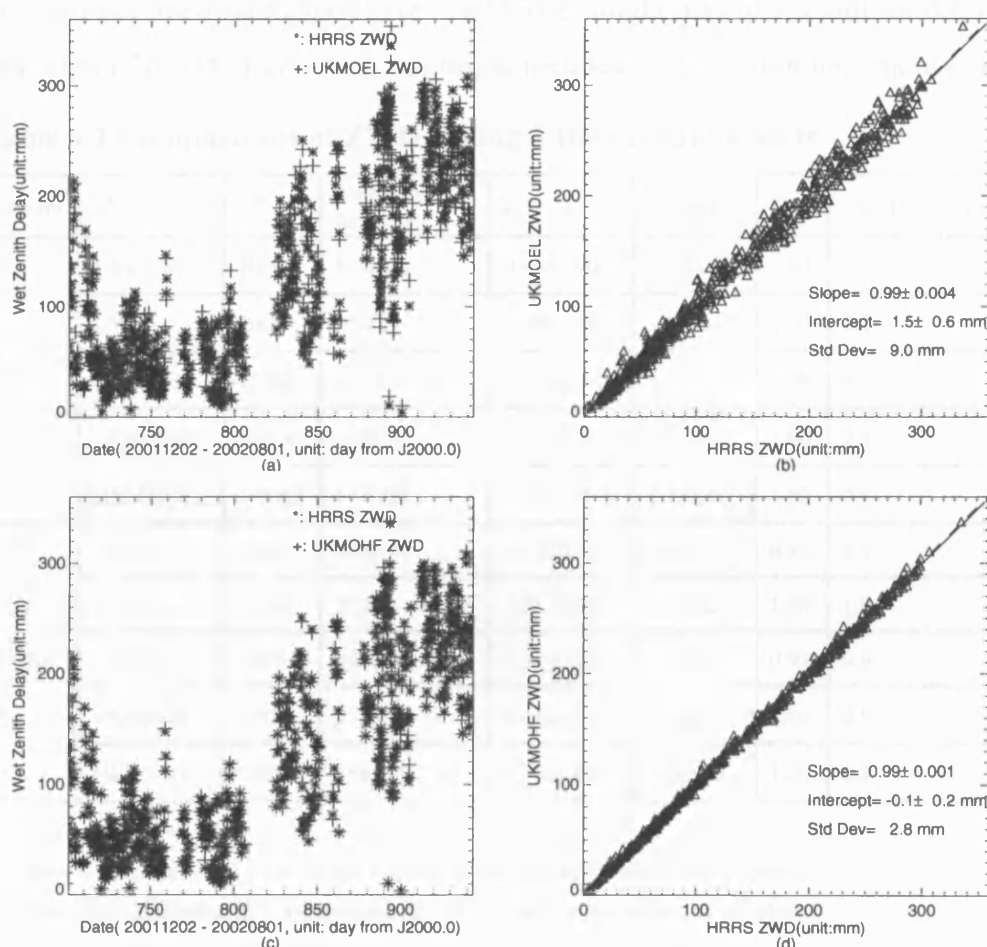 *: HRRS ZWD
+: UKMOEL ZWD
Wet Zenith Delay(unit:mm)
300
200
100
0
750
800
850
900
Date( 20011202 - 20020801, unit: day from J2000.0)
(a)
UKMOEL ZWD(unit:mm)
300
200
100
0
Slope= 0.99± 0.004
Intercept= 1.5± 0.6 mm
Std Dev= 9.0 mm
0
100
200
300
HRRS ZWD(unit:mm)
(b)
*: HRRS ZWD
+: UKMOHF ZWD
Wet Zenith Delay(unit:mm)
300
200
100
0
750
800
850
900
Date( 20011202 - 20020801, unit: day from J2000.0)
(c)
UKMOHF ZWD(unit:mm)
300
200
100
0
Slope= 0.99± 0.001
Intercept= -0.1± 0.2 mm
Std Dev= 2.8 mm
0
100
200
300
HRRS ZWD(unit:mm)
(d)